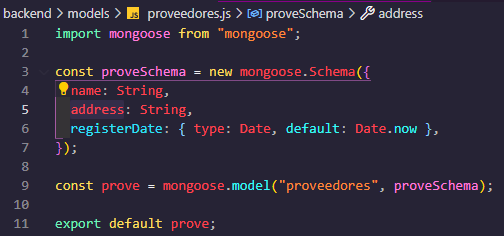 backend > models > JS proveedores.js > proveSchema > address
1 import mongoose from "mongoose";
2
3 const proveSchema = new mongoose.Schema({
4 name: String,
5 address: String,
6 registerDate: { type: Date, default: Date.now },
7 });
8
9 const prove = mongoose.model("proveedores", proveSchema);
10
11 export default prove;